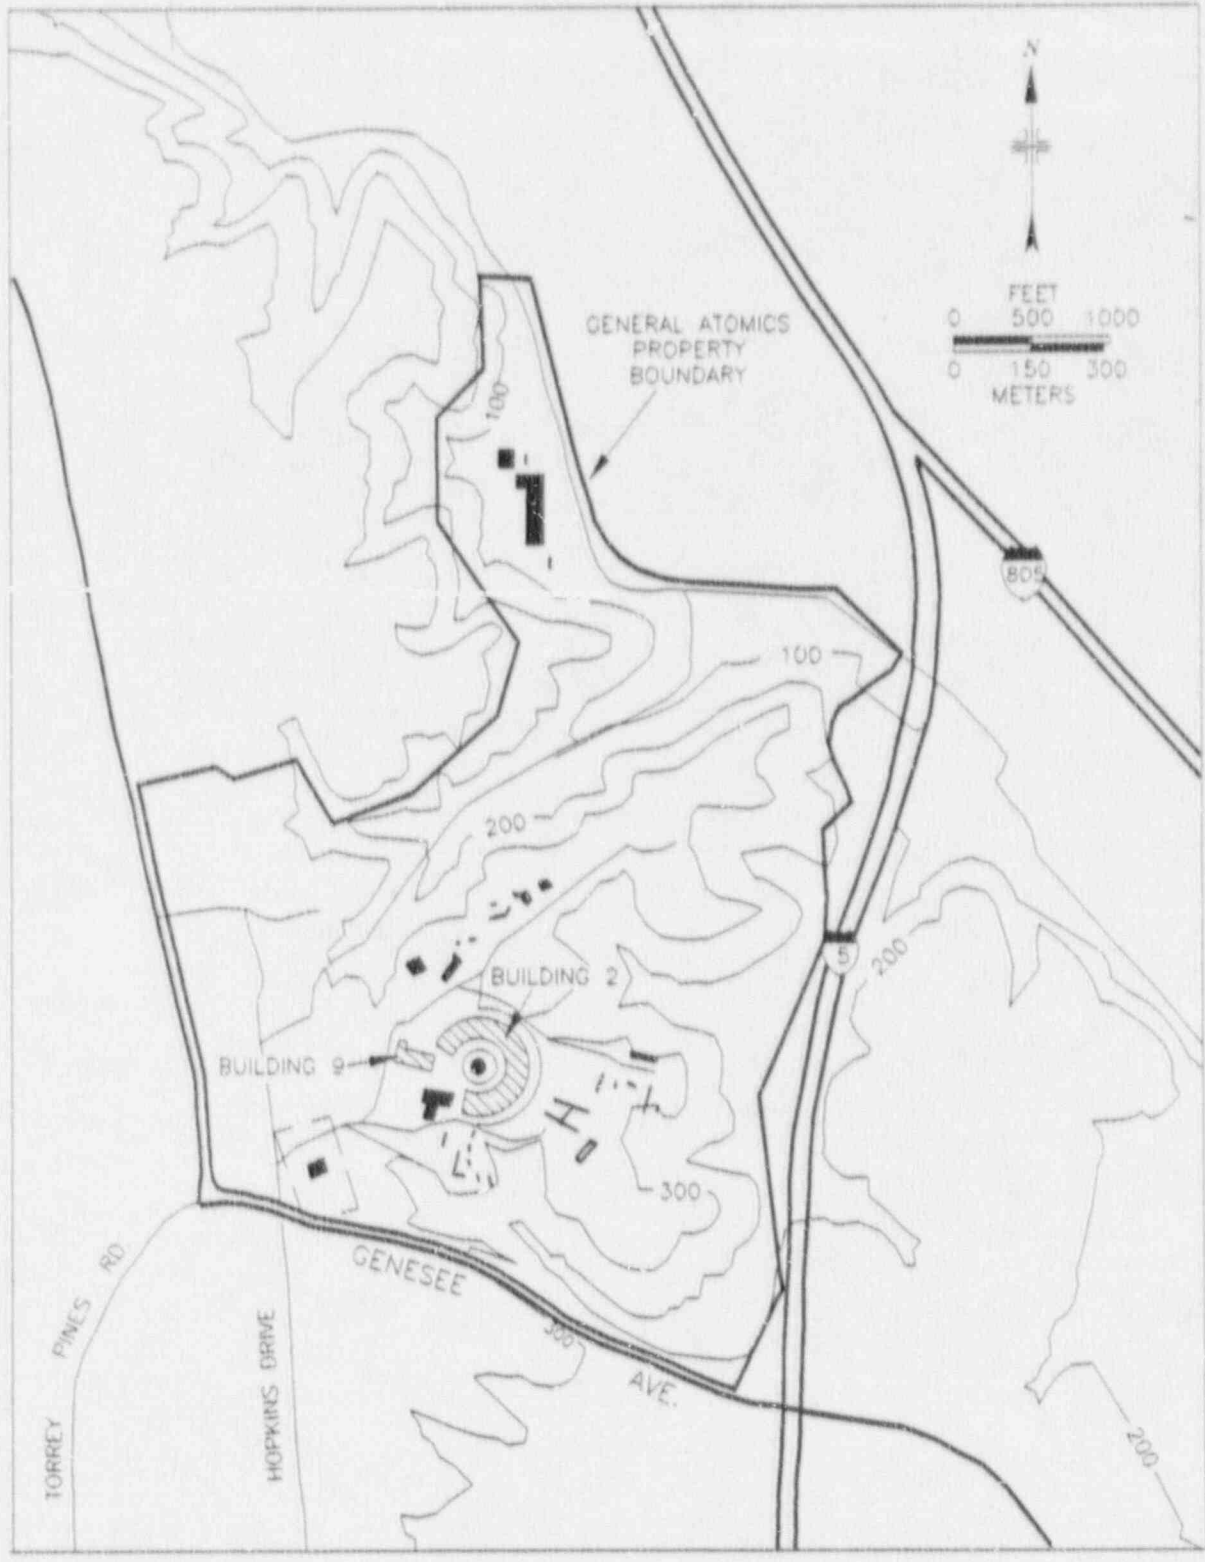 N
FEET
0 500 1000
0 150 300
METERS
GENERAL ATOMICS
PROPERTY
BOUNDARY
100
805
100
200
5
200
BUILDING 2
BUILDING 9
300
GENESEE
AVE.
300
TORREY PINES RD
HOPKINS DRIVE
200